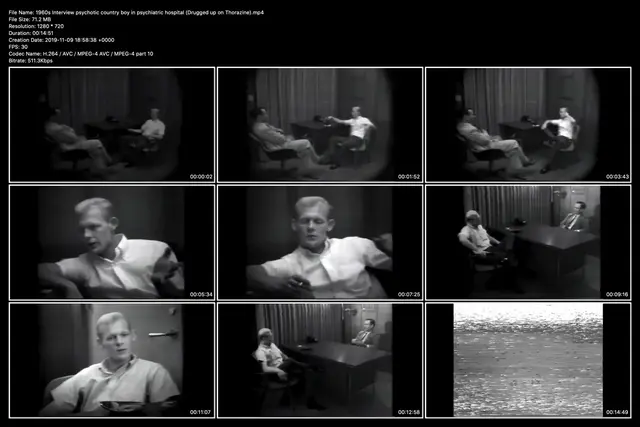 File Name: 1960s Interview psychotic country boy in psychiatric hospital (Drugged up on Thorazine).mp4
File Size: 71.2 MB
Resolution: 1280 * 720
Duration: 00:14:51
Creation Date: 2019-11-09 18:58:38 +0000
FPS: 30
Codec Name: H.264 / AVC / MPEG-4 AVC / MPEG-4 part 10
Bitrate: 511.3Kbps
00:00:02
00:01:52
00:03:43
00:05:34
00:07:25
00:09:16
00:11:07
00:12:58
00:14:49